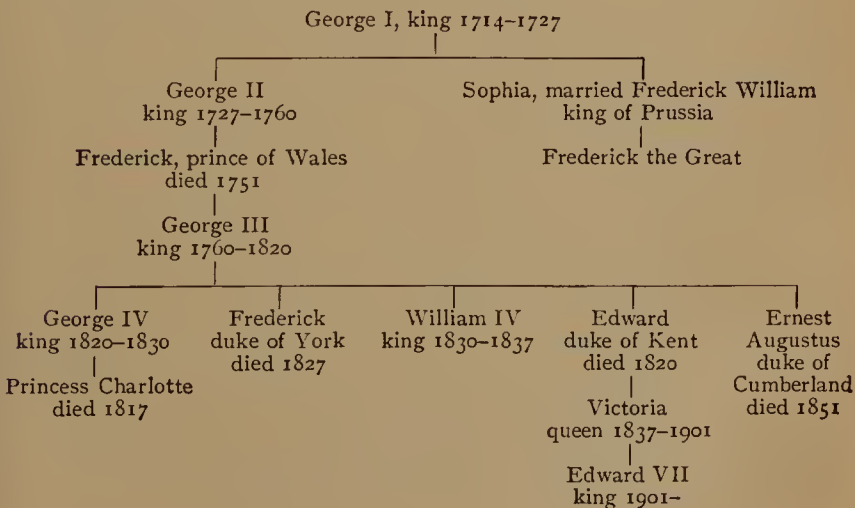 George I, king 1714–1727
George II
king 1727–1760
Sophia, married Frederick William
king of Prussia
Frederick, prince of Wales
died 1751
Frederick the Great
George III
king 1760–1820
George IV
king 1820–1830
Princess Charlotte
died 1817
Frederick
duke of York
died 1827
William IV
king 1830–1837
Edward
duke of Kent
died 1820
Victoria
queen 1837–1901
Edward VII
king 1901–
Ernest
Augustus
duke of
Cumberland
died 1851